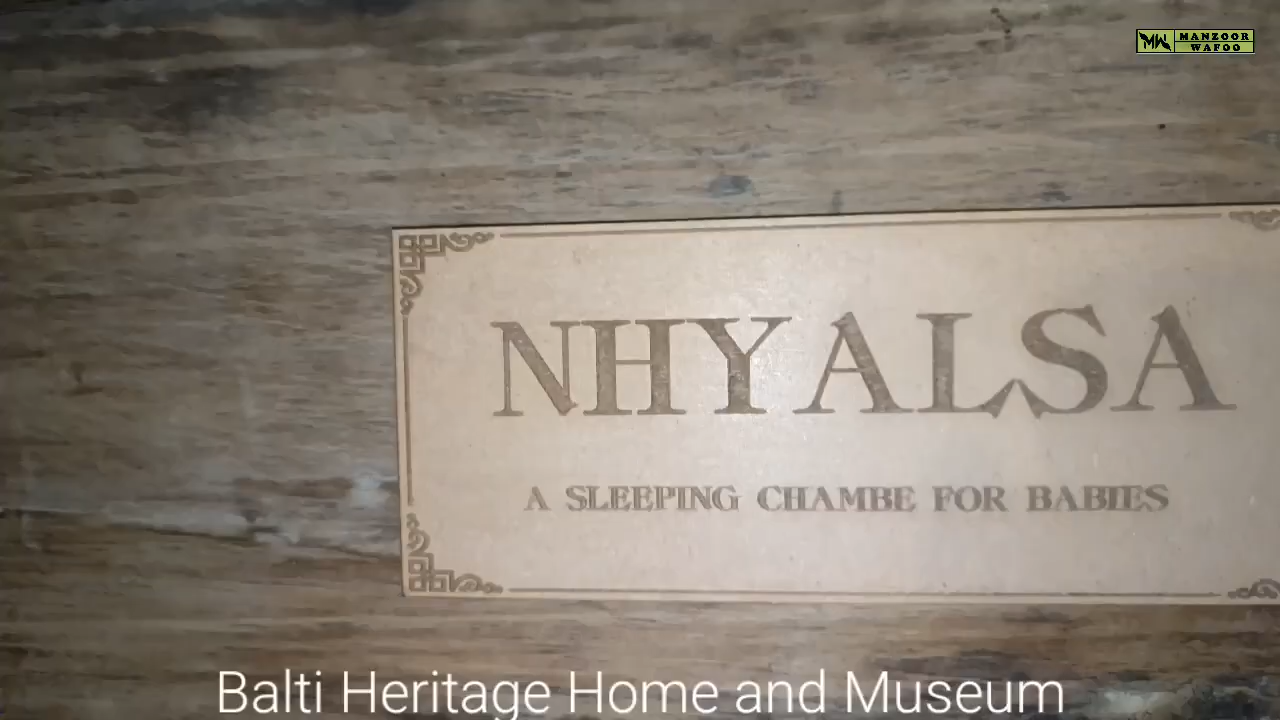 MANZOOR
WAFOO
NHYALSA
A SLEEPING CHAMBE FOR BABIES
Balti Heritage Home and Museum